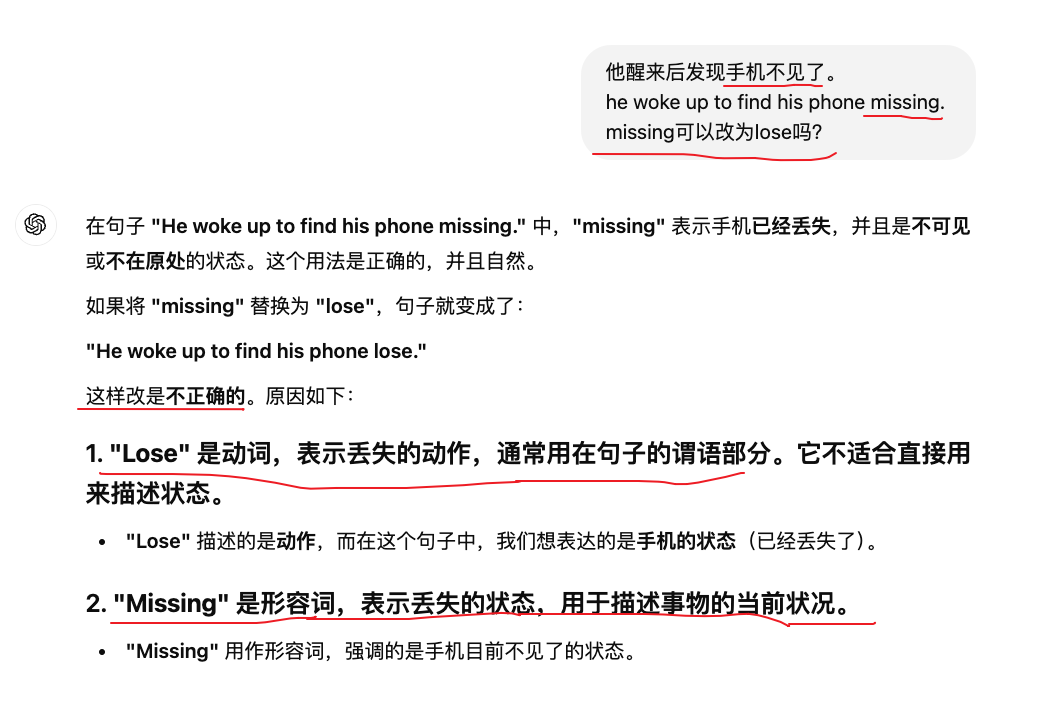 他醒来后发现手机不见了。
he woke up to find his phone missing.
missing可以改为lose吗?
在句子 "He woke up to find his phone missing." 中，"missing" 表示手机已经丢失，并且是不可见
或不在原处的状态。这个用法是正确的，并且自然。
如果将 "missing" 替换为 "lose"，句子就变成了：
"He woke up to find his phone lose."
这样改是不正确的。原因如下：
1. "Lose" 是动词，表示丢失的动作，通常用在句子的谓语部分。它不适合直接用
来描述状态。
• "Lose" 描述的是动作，而在这个句子中，我们想表达的是手机的状态（已经丢失了）。
2. "Missing" 是形容词，表示丢失的状态，用于描述事物的当前状况。
• "Missing" 用作形容词，强调的是手机目前不见了的状态。